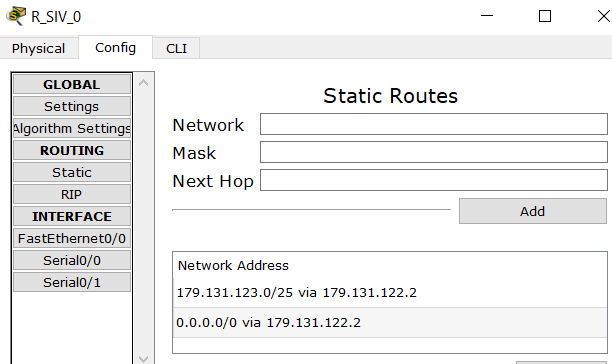 R_SIV_0
Physical Config CLI
GLOBAL
Settings
Algorithm Settings
ROUTING
Static
RIP
INTERFACE
FastEthernet0/0
Serial0/0
Serial0/1
Static Routes
Network
Mask
Next Hop
Add
Network Address
179.131.123.0/25 via 179.131.122.2
0.0.0.0/0 via 179.131.122.2